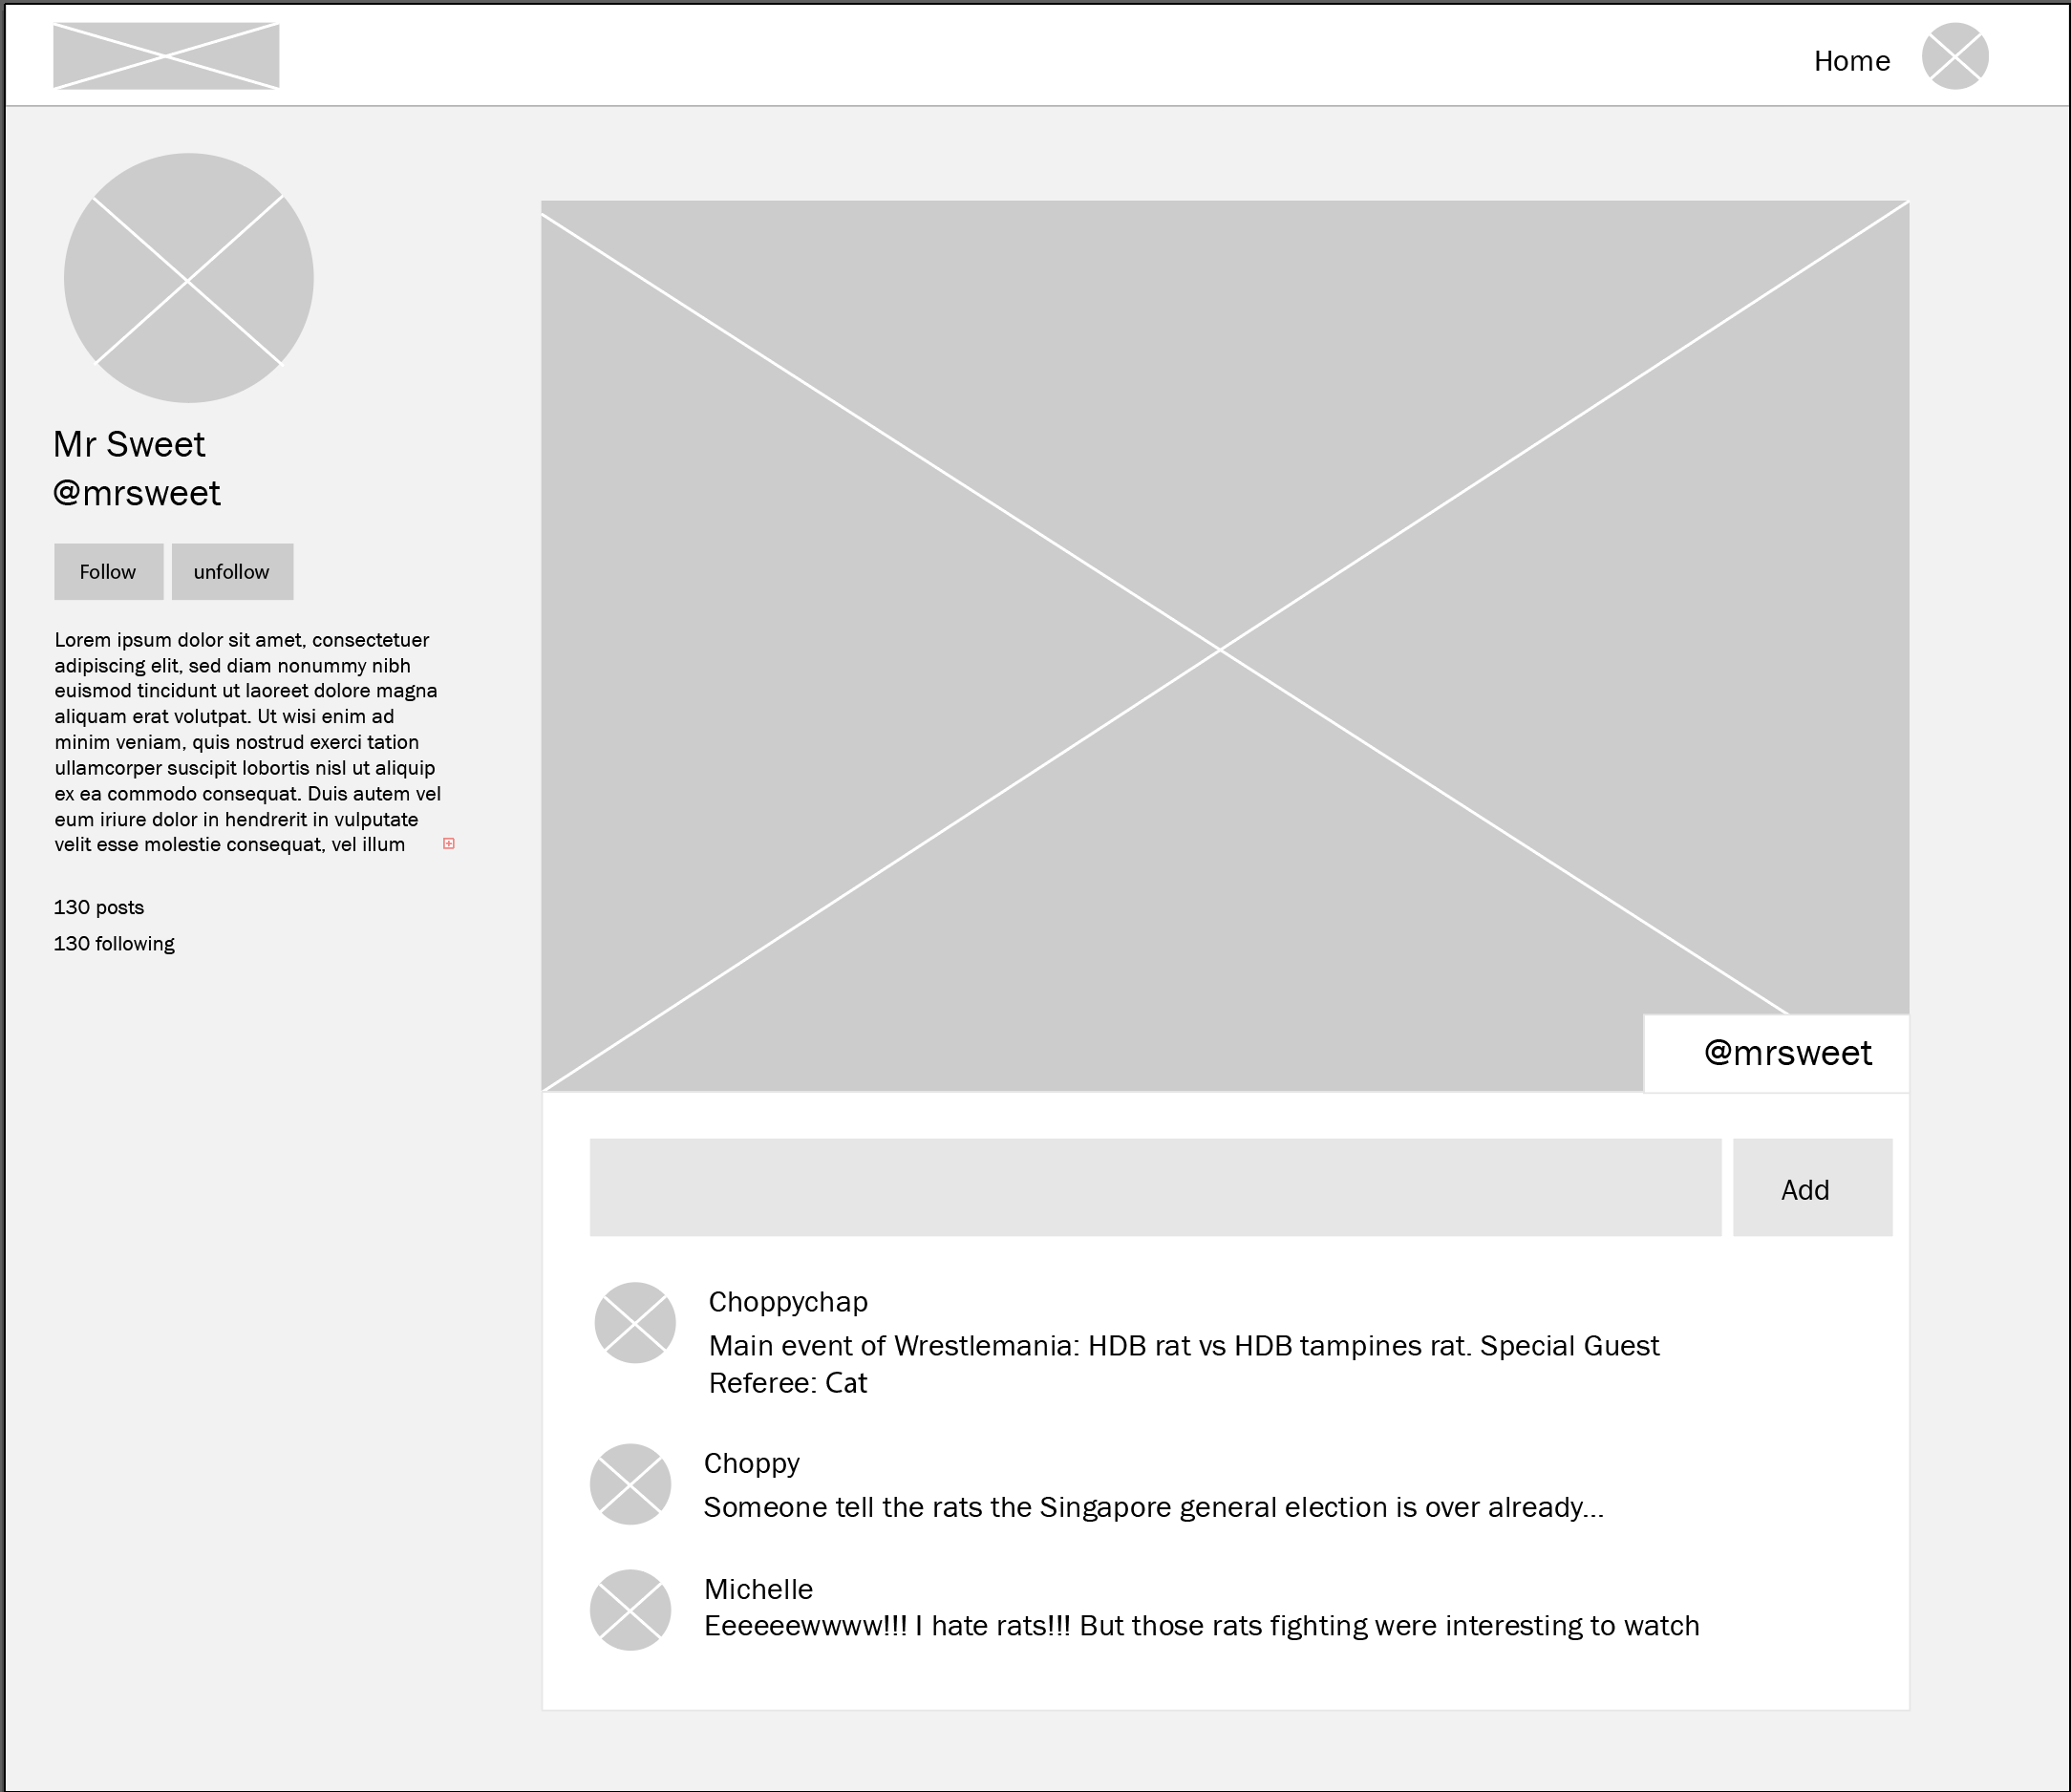 Home
Mr Sweet
@mrsweet
Follow
unfollow
Lorem ipsum dolor sit amet, consectetuer
adipiscing elit, sed diam nonummy nibh
euismod tincidunt ut laoreet dolore magna
aliquam erat volutpat. Ut wisi enim ad
minim veniam, quis nostrud exerci tation
ullamcorper suscipit lobortis nisl ut aliquip
ex ea commodo consequat. Duis autem vel
eum iriure dolor in hendrerit in vulputate
velit esse molestie consequat, vel illum
130 posts
130 following
@mrsweet
Add
Choppychap
Main event of Wrestlemania: HDB rat vs HDB tampines rat. Special Guest
Referee: Cat
Choppy
Someone tell the rats the Singapore general election is over already...
Michelle
Eeeeeewwww!!! I hate rats!!! But those rats fighting were interesting to watch